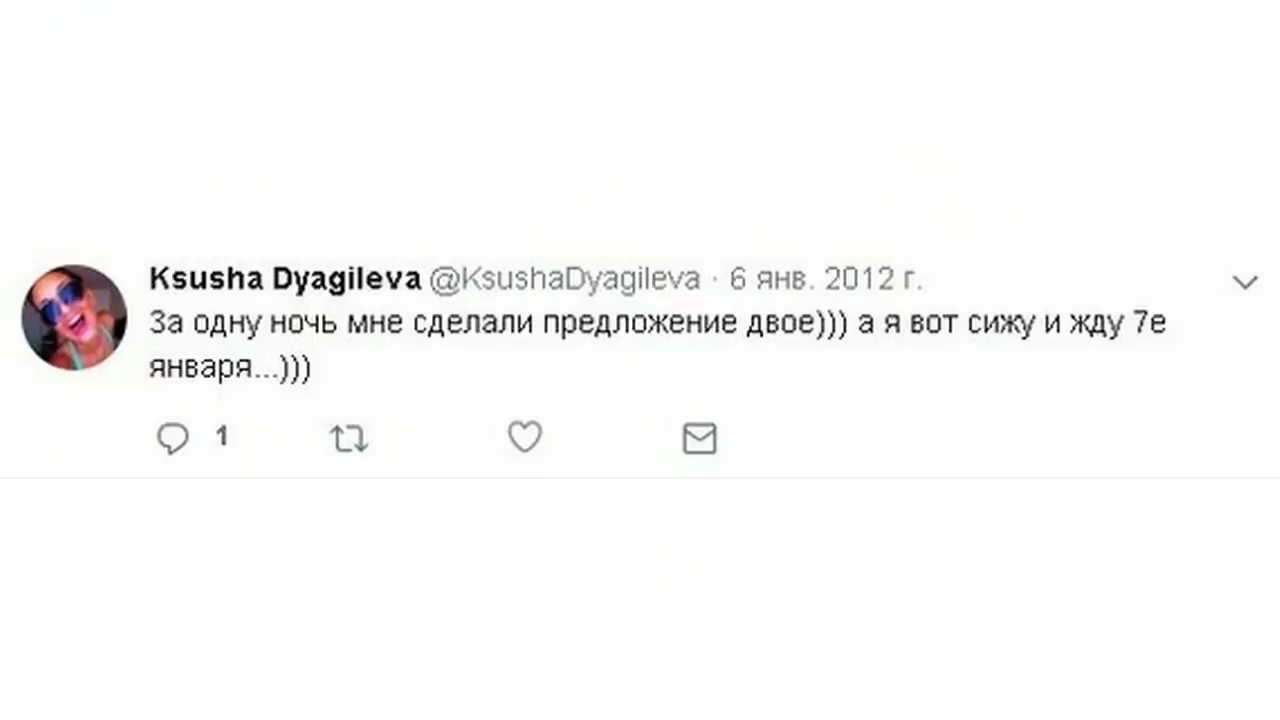 Ksusha Dyagileva @KsushaDyagileva · 6 янв. 2012 г.
За одну ночь мне сделали предложение двое))) а я вот сижу и жду 7е
января...)))
1